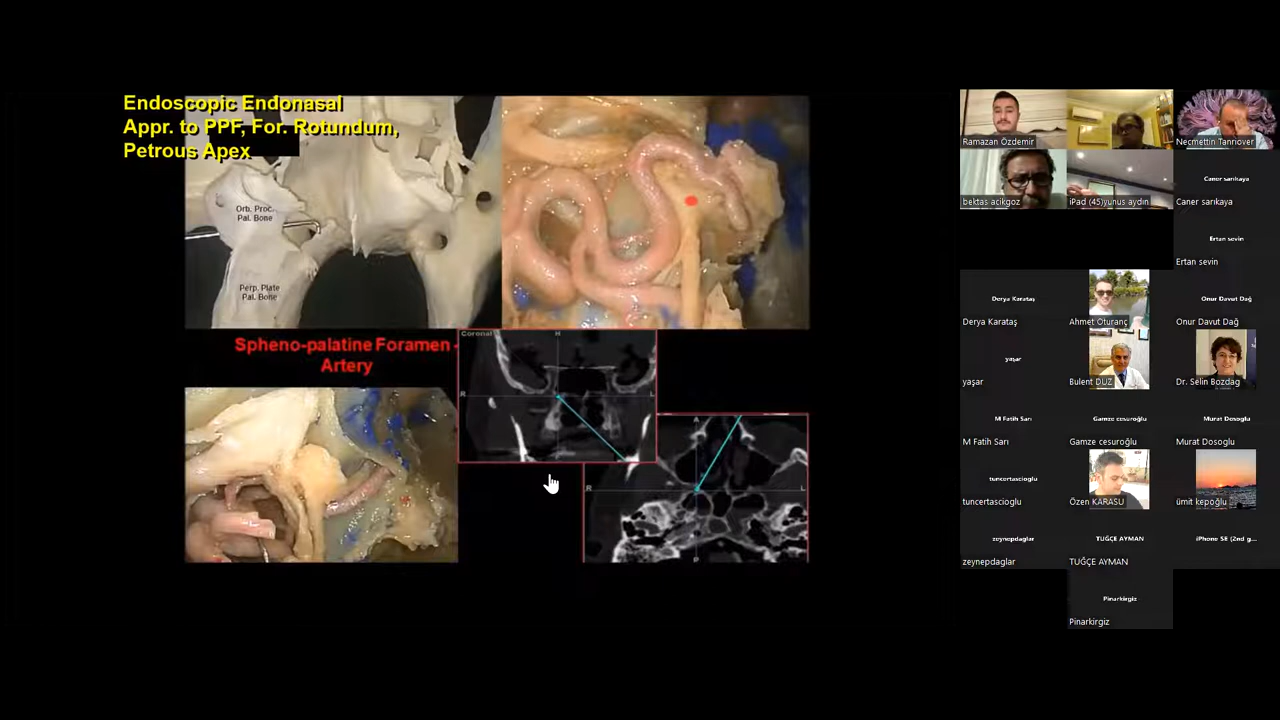 Endoscopic Endonasal
Appr. to PPF, For. Rotundum,
Petrous Apex
Orb. Proc.
Pal. Bone
Perp. Plate
Pal. Bone
Spheno-palatine Foramen -
Artery
Coronal
H
R
L
A
R
L
P
Ramazan Özdemir
Necmettin Tanrıover
bektas acikgoz
iPad (45)yunus aydın
Caner sarıkaya
Caner sarıkaya
Ertan sevin
Ertan sevin
Derya Karataş
Derya Karataş
Ahmet Oturanç
Onur Davut Dağ
Onur Davut Dağ
yaşar
yaşar
Bulent DUZ
Dr. Selin Bozdag
M Fatih Sarı
M Fatih Sarı
Gamze cesuroğlu
Gamze cesuroğlu
Murat Dosoglu
Murat Dosoglu
tuncertascioglu
tuncertascioglu
Özen KARASU
ümit kepoğlu
zeynepdaglar
zeynepdaglar
TUĞÇE AYMAN
TUĞÇE AYMAN
iPhone SE (2nd g...
Pinarkirgiz
Pinarkirgiz